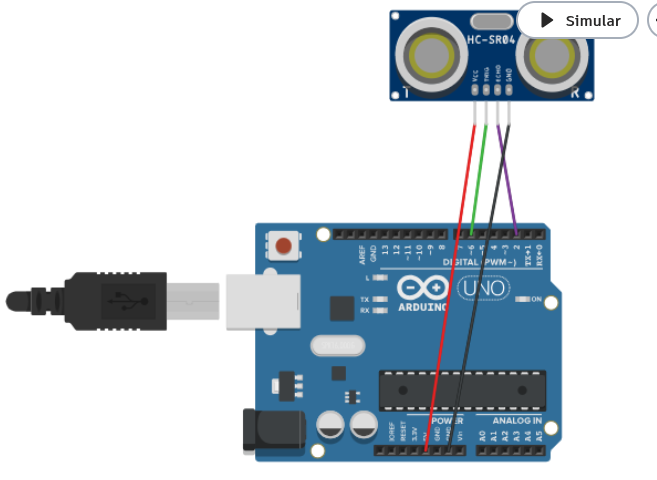 Simular
HC-SR04
VCC
TRIG
ECHO
GND
T
R
AREF
GND
13
12
~11
~10
~9
8
~6
~5
4
~3
2
TX→1
RX←0
DIGITAL (PWM~)
L
TX
RX
ARDUINO
UNO
ON
POWER
ANALOG IN
IOREF
RESET
3.3V
5V
GND
GND
Vin
A0
A1
A2
A3
A4
A5